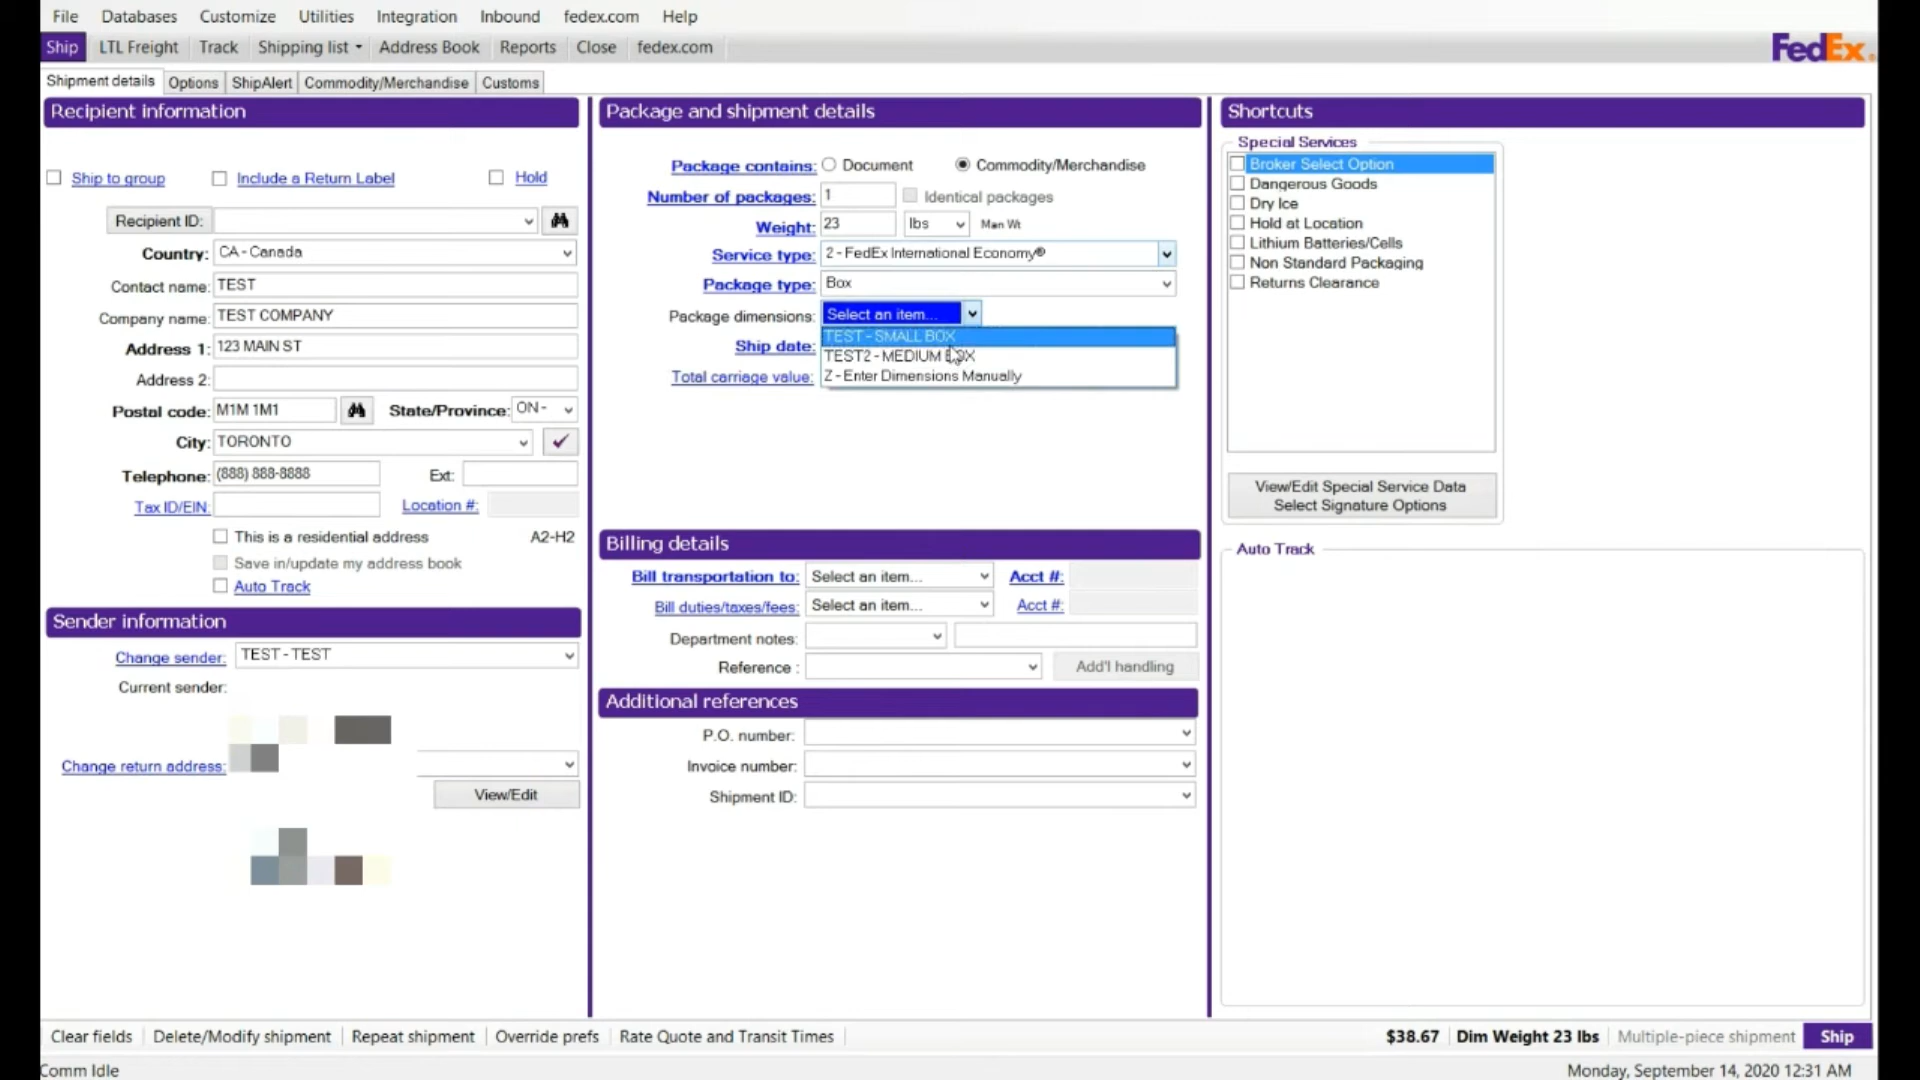 File Databases Customize Utilities Integration Inbound fedex.com Help
Ship LTL Freight Track Shipping list Address Book Reports Close fedex.com
FedEx
Shipment details Options ShipAlert Commodity/Merchandise Customs
Recipient information
Ship to group Include a Return Label Hold
Recipient ID:
Country: CA - Canada
Contact name: TEST
Company name: TEST COMPANY
Address 1: 123 MAIN ST
Address 2:
Postal code: M1M 1M1 State/Province: ON -
City: TORONTO
Telephone: (888) 888-8888 Ext:
Tax ID/EIN: Location #:
This is a residential address A2-H2
Save in/update my address book
Auto Track
Sender information
Change sender: TEST - TEST
Current sender:
Change return address:
View/Edit
Package and shipment details
Package contains: Document Commodity/Merchandise
Number of packages: 1 Identical packages
Weight: 23 lbs Man Wt
Service type: 2 - FedEx International Economy®
Package type: Box
Package dimensions: Select an item...
TEST - SMALL BOX
Ship date:
TEST2 - MEDIUM BOX
Total carriage value: Z - Enter Dimensions Manually
Billing details
Bill transportation to: Select an item... Acct #:
Bill duties/taxes/fees: Select an item... Acct #:
Department notes:
Reference : Add'l handling
Additional references
P.O. number:
Invoice number:
Shipment ID:
Shortcuts
Special Services
Broker Select Option
Dangerous Goods
Dry Ice
Hold at Location
Lithium Batteries/Cells
Non Standard Packaging
Returns Clearance
View/Edit Special Service Data
Select Signature Options
Auto Track
Clear fields Delete/Modify shipment Repeat shipment Override prefs Rate Quote and Transit Times $38.67 Dim Weight 23 lbs Multiple-piece shipment Ship
Comm Idle Monday, September 14, 2020 12:31 AM